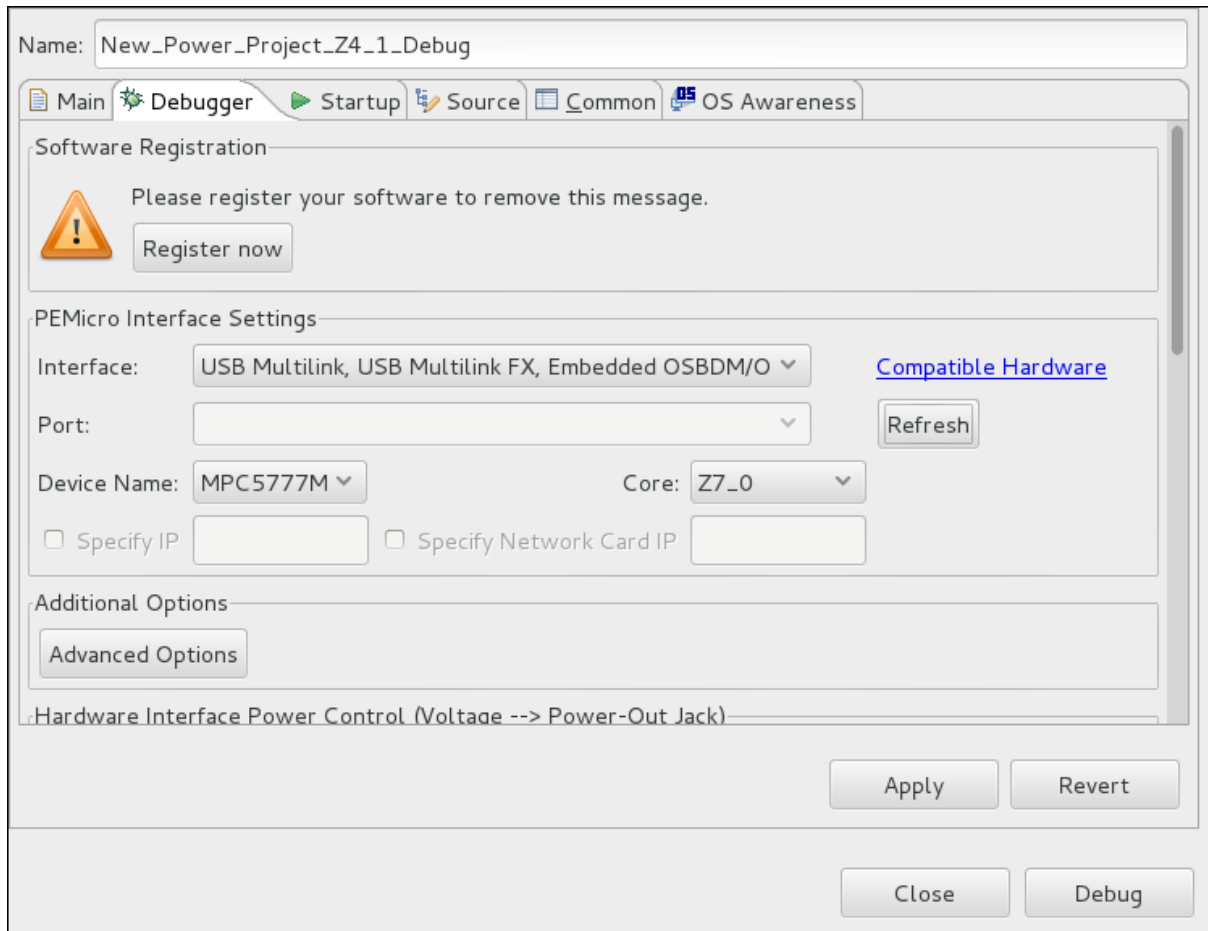 Name: New_Power_Project_Z4_1_Debug
Main Debugger Startup Source Common OS Awareness
Software Registration
Please register your software to remove this message.
Register now
PEMicro Interface Settings
Interface: USB Multilink, USB Multilink FX, Embedded OSBDM/O Compatible Hardware
Port: Refresh
Device Name: MPC5777M Core: Z7_0
Specify IP Specify Network Card IP
Additional Options
Advanced Options
Hardware Interface Power Control (Voltage --> Power-Out Jack)
Apply Revert
Close Debug